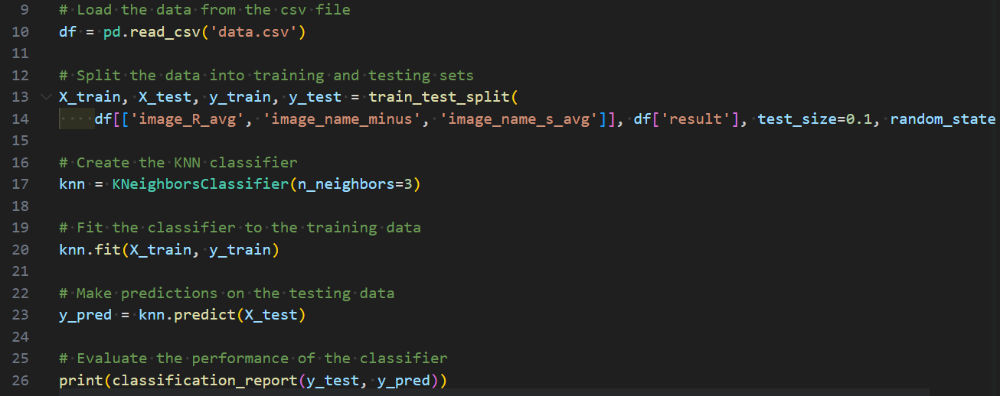 9 # Load the data from the csv file
10 df = pd.read_csv('data.csv')
11
12 # Split the data into training and testing sets
13 X_train, X_test, y_train, y_test = train_test_split(
14     df[['image_R_avg', 'image_name_minus', 'image_name_s_avg']], df['result'], test_size=0.1, random_state
15
16 # Create the KNN classifier
17 knn = KNeighborsClassifier(n_neighbors=3)
18
19 # Fit the classifier to the training data
20 knn.fit(X_train, y_train)
21
22 # Make predictions on the testing data
23 y_pred = knn.predict(X_test)
24
25 # Evaluate the performance of the classifier
26 print(classification_report(y_test, y_pred))